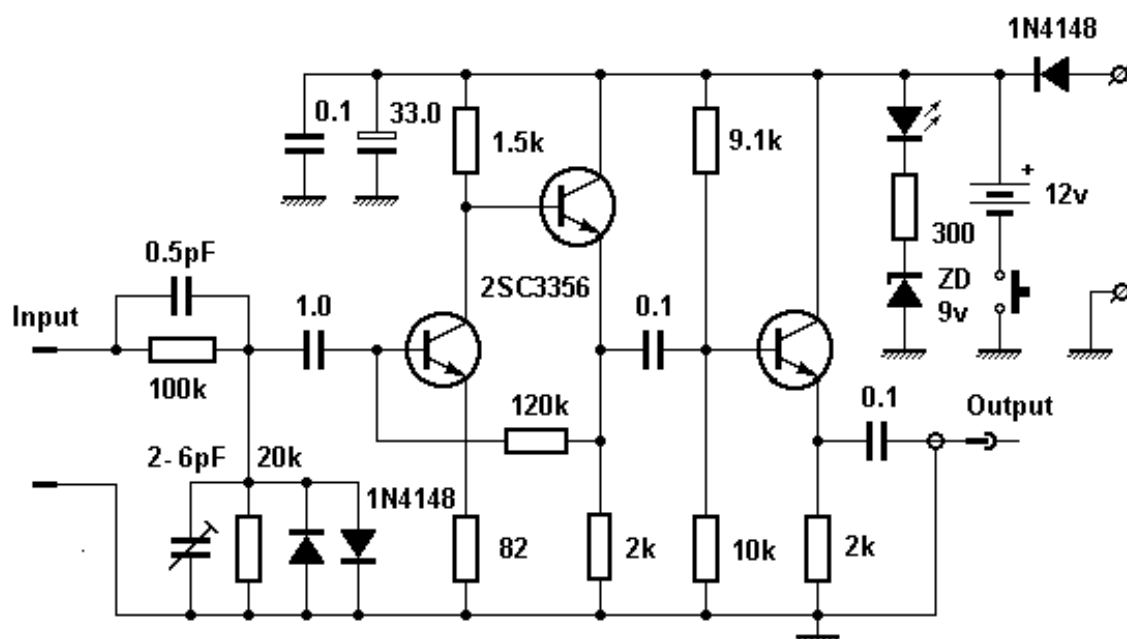 1N4148
0.1
33.0
1.5k
9.1k
+
12v
300
0.5pF
2SC3356
ZD
9v
Input
1.0
0.1
100k
120k
0.1
Output
2-6pF
20k
1N4148
82
2k
10k
2k